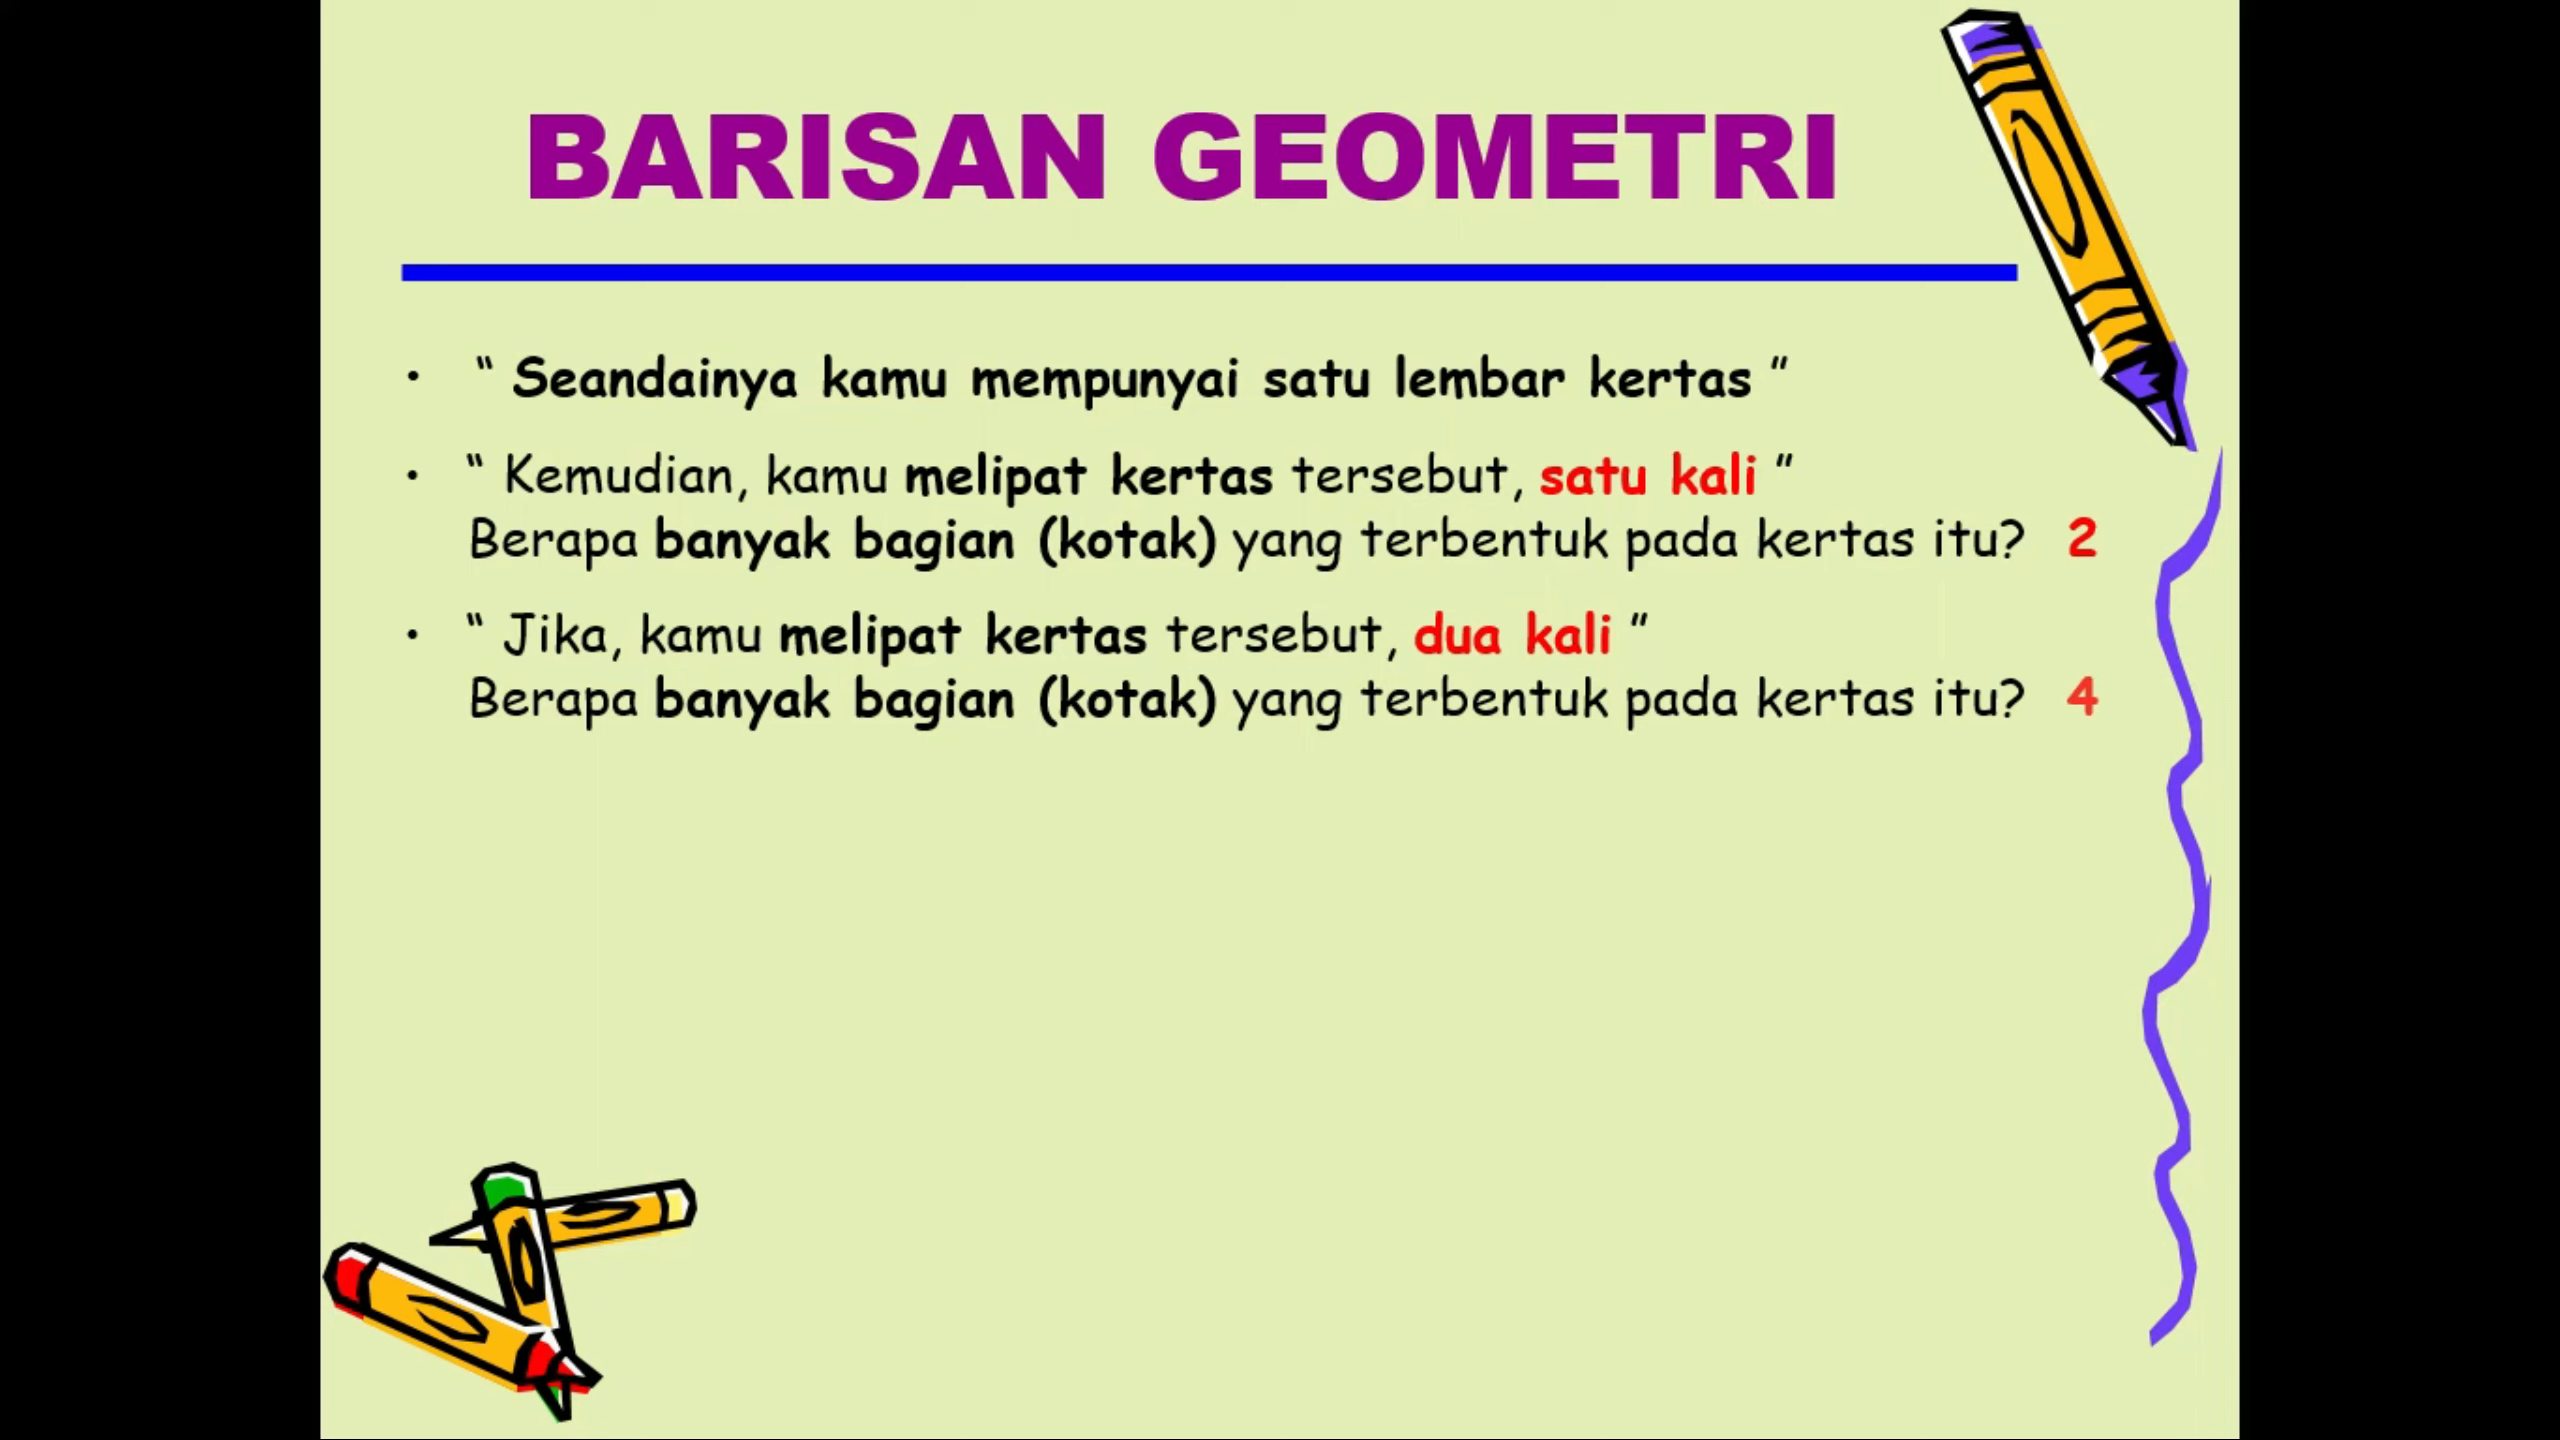 BARISAN GEOMETRI
• “ Seandainya kamu mempunyai satu lembar kertas ”
• “ Kemudian, kamu melipat kertas tersebut, satu kali ”
Berapa banyak bagian (kotak) yang terbentuk pada kertas itu? 2
• “ Jika, kamu melipat kertas tersebut, dua kali ”
Berapa banyak bagian (kotak) yang terbentuk pada kertas itu? 4